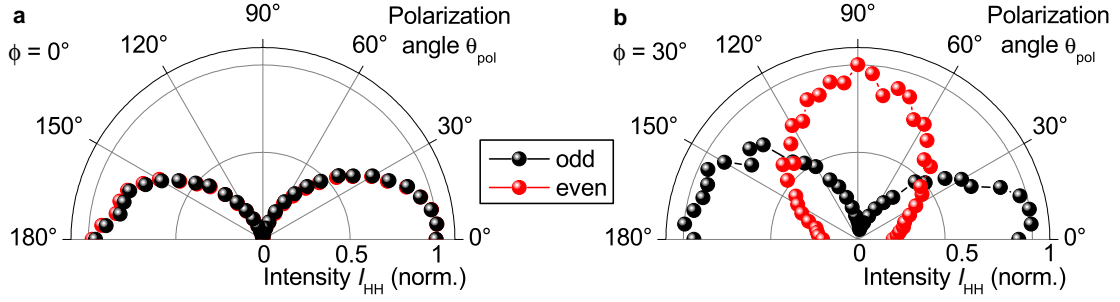 a
ϕ = 0°
90°
120°
60°
Polarization
angle θpol
150°
30°
180°
0°
0
0.5
1
Intensity IHH (norm.)
odd
even
b
ϕ = 30°
90°
120°
60°
Polarization
angle θpol
150°
30°
180°
0°
0
0.5
1
Intensity IHH (norm.)